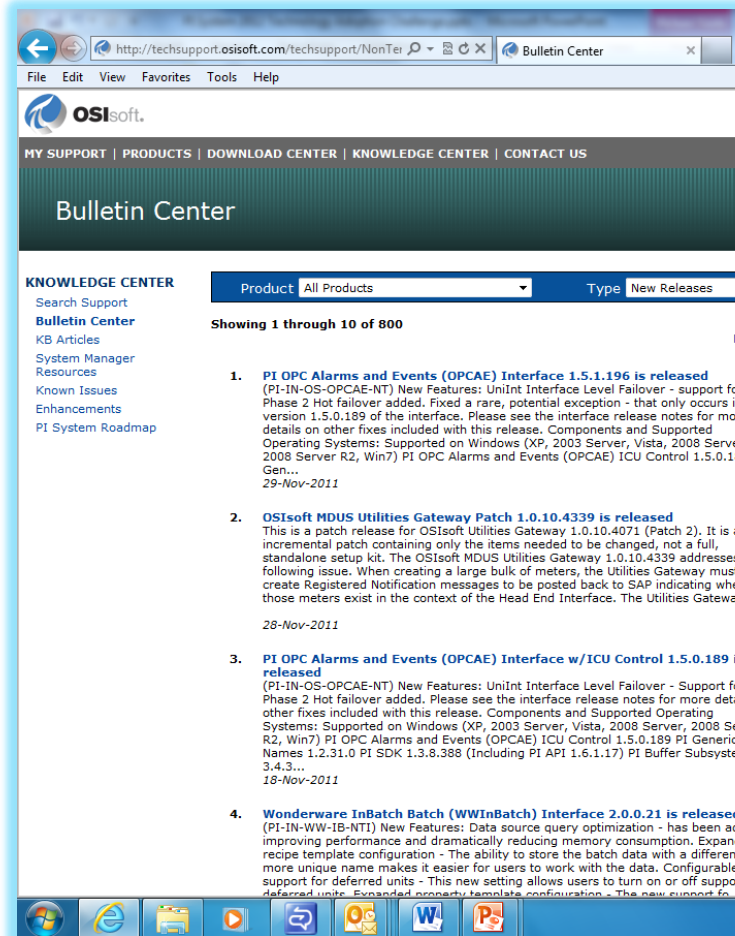 http://techsupport.osisoft.com/techsupport/NonTer
Bulletin Center
File Edit View Favorites Tools Help
OSIsoft.
MY SUPPORT | PRODUCTS | DOWNLOAD CENTER | KNOWLEDGE CENTER | CONTACT US
Bulletin Center
KNOWLEDGE CENTER
Search Support
Bulletin Center
KB Articles
System Manager
Resources
Known Issues
Enhancements
PI System Roadmap
Product All Products Type New Releases
Showing 1 through 10 of 800
1. PI OPC Alarms and Events (OPCAE) Interface 1.5.1.196 is released
(PI-IN-OS-OPCAE-NT) New Features: UniInt Interface Level Failover - support fo
Phase 2 Hot failover added. Fixed a rare, potential exception - that only occurs i
version 1.5.0.189 of the interface. Please see the interface release notes for mo
details on other fixes included with this release. Components and Supported
Operating Systems: Supported on Windows (XP, 2003 Server, Vista, 2008 Serve
2008 Server R2, Win7) PI OPC Alarms and Events (OPCAE) ICU Control 1.5.0.1
Gen...
29-Nov-2011
2. OSIsoft MDUS Utilities Gateway Patch 1.0.10.4339 is released
This is a patch release for OSIsoft Utilities Gateway 1.0.10.4071 (Patch 2). It is a
incremental patch containing only the items needed to be changed, not a full,
standalone setup kit. The OSIsoft MDUS Utilities Gateway 1.0.10.4339 addresses
following issue. When creating a large bulk of meters, the Utilities Gateway must
create Registered Notification messages to be posted back to SAP indicating whe
those meters exist in the context of the Head End Interface. The Utilities Gatewa
28-Nov-2011
3. PI OPC Alarms and Events (OPCAE) Interface w/ICU Control 1.5.0.189 i
released
(PI-IN-OS-OPCAE-NT) New Features: UniInt Interface Level Failover - Support f
Phase 2 Hot failover added. Please see the interface release notes for more deta
other fixes included with this release. Components and Supported Operating
Systems: Supported on Windows (XP, 2003 Server, Vista, 2008 Server, 2008 Se
R2, Win7) PI OPC Alarms and Events (OPCAE) ICU Control 1.5.0.189 PI Generic
Names 1.2.31.0 PI SDK 1.3.8.388 (Including PI API 1.6.1.17) PI Buffer Subsyste
3.4.3...
18-Nov-2011
4. Wonderware InBatch Batch (WWInBatch) Interface 2.0.0.21 is released
(PI-IN-WW-IB-NTI) New Features: Data source query optimization - has been ad
improving performance and dramatically reducing memory consumption. Expan
recipe template configuration - The ability to store the batch data with a differen
more unique name makes it easier for users to work with the data. Configurable
support for deferred units - This new setting allows users to turn on or off suppo
deferred units. Expanded property template configuration - The new support fo